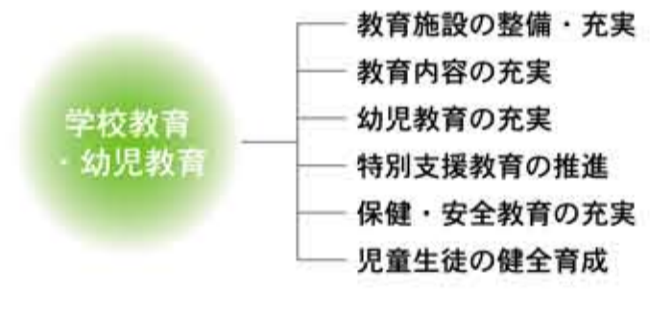 学校教育
・幼児教育
教育施設の整備・充実
教育内容の充実
幼児教育の充実
特別支援教育の推進
保健・安全教育の充実
児童生徒の健全育成